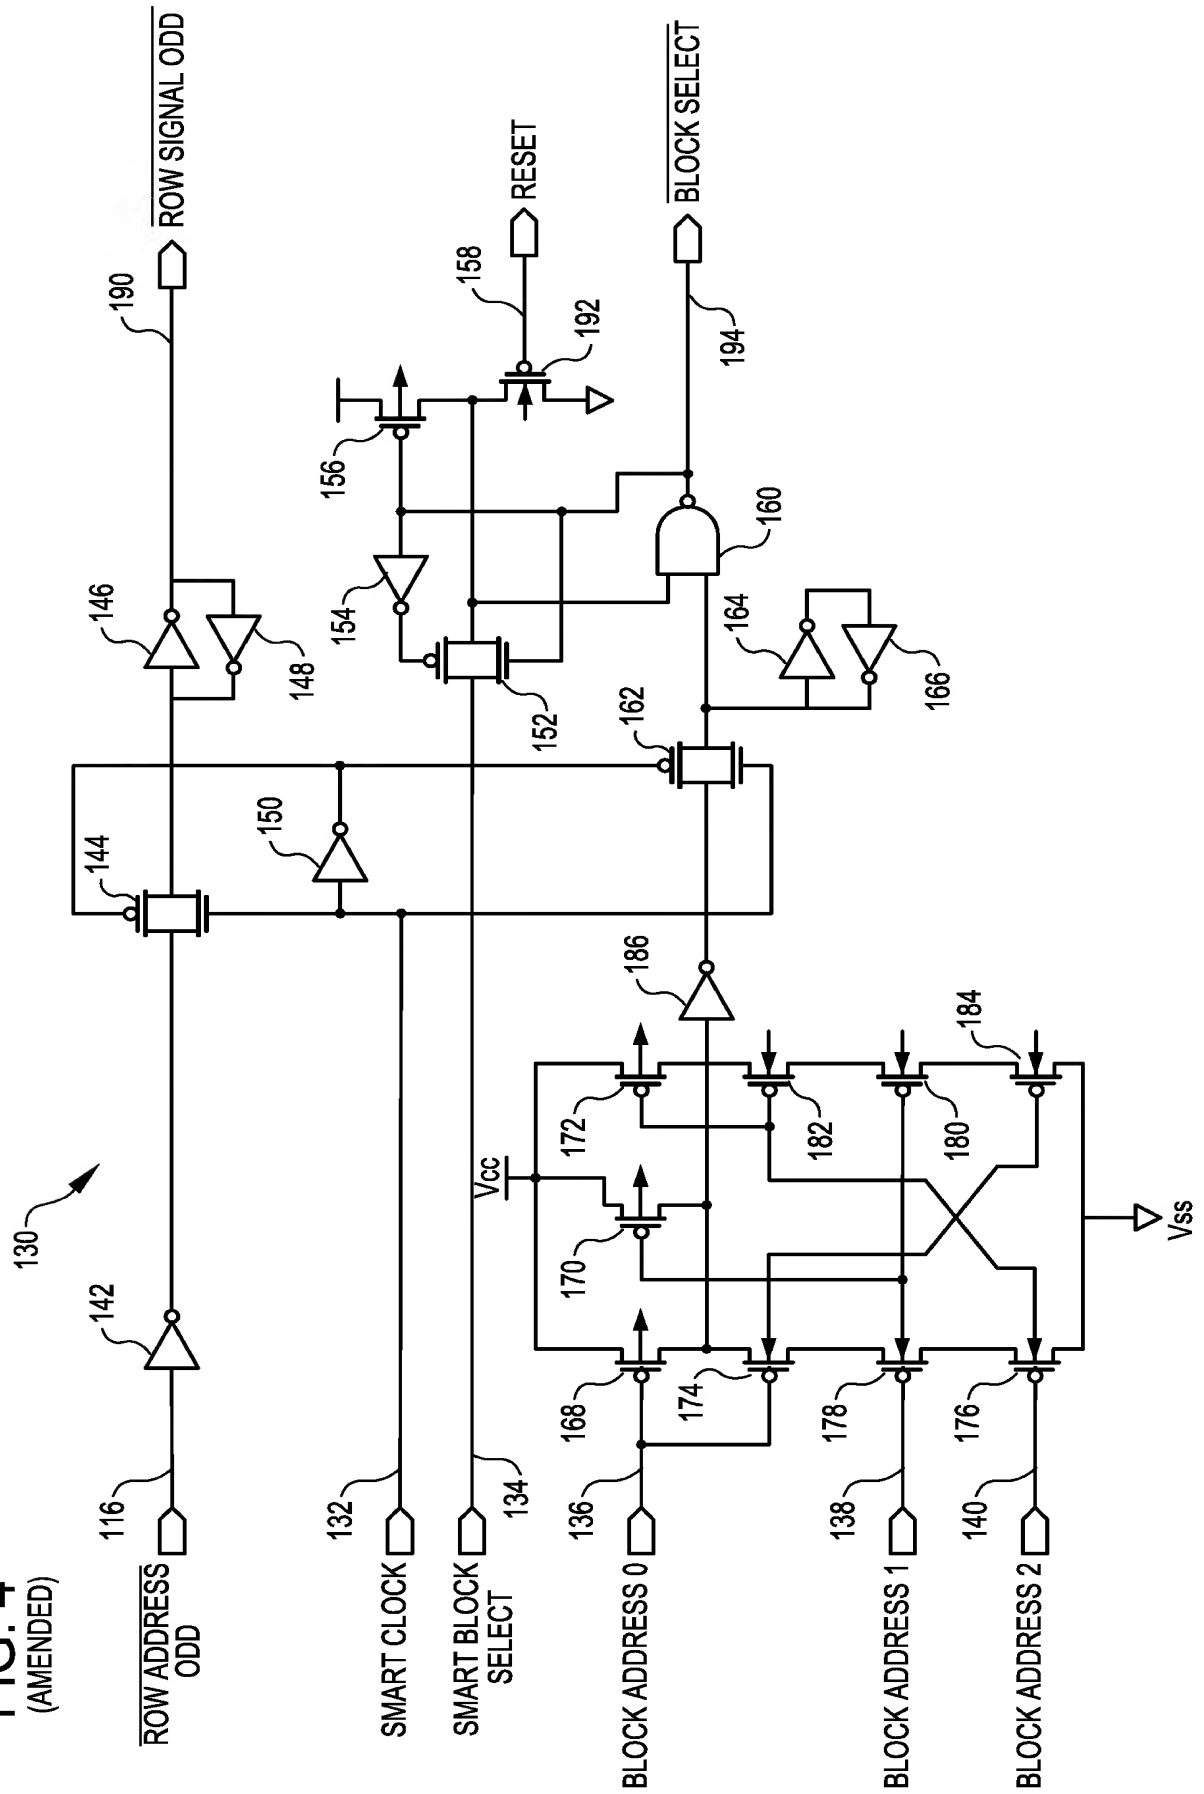 FIG. 4
(AMENDED)
130
ROW ADDRESS
ODD
116
142
144
146
148
190
ROW SIGNAL ODD
SMART CLOCK
132
150
SMART BLOCK
SELECT
134
152
154
156
158
RESET
192
BLOCK ADDRESS 0
136
168
170
172
Vcc
174
182
186
162
164
166
160
194
BLOCK SELECT
BLOCK ADDRESS 1
138
178
180
BLOCK ADDRESS 2
140
176
184
Vss